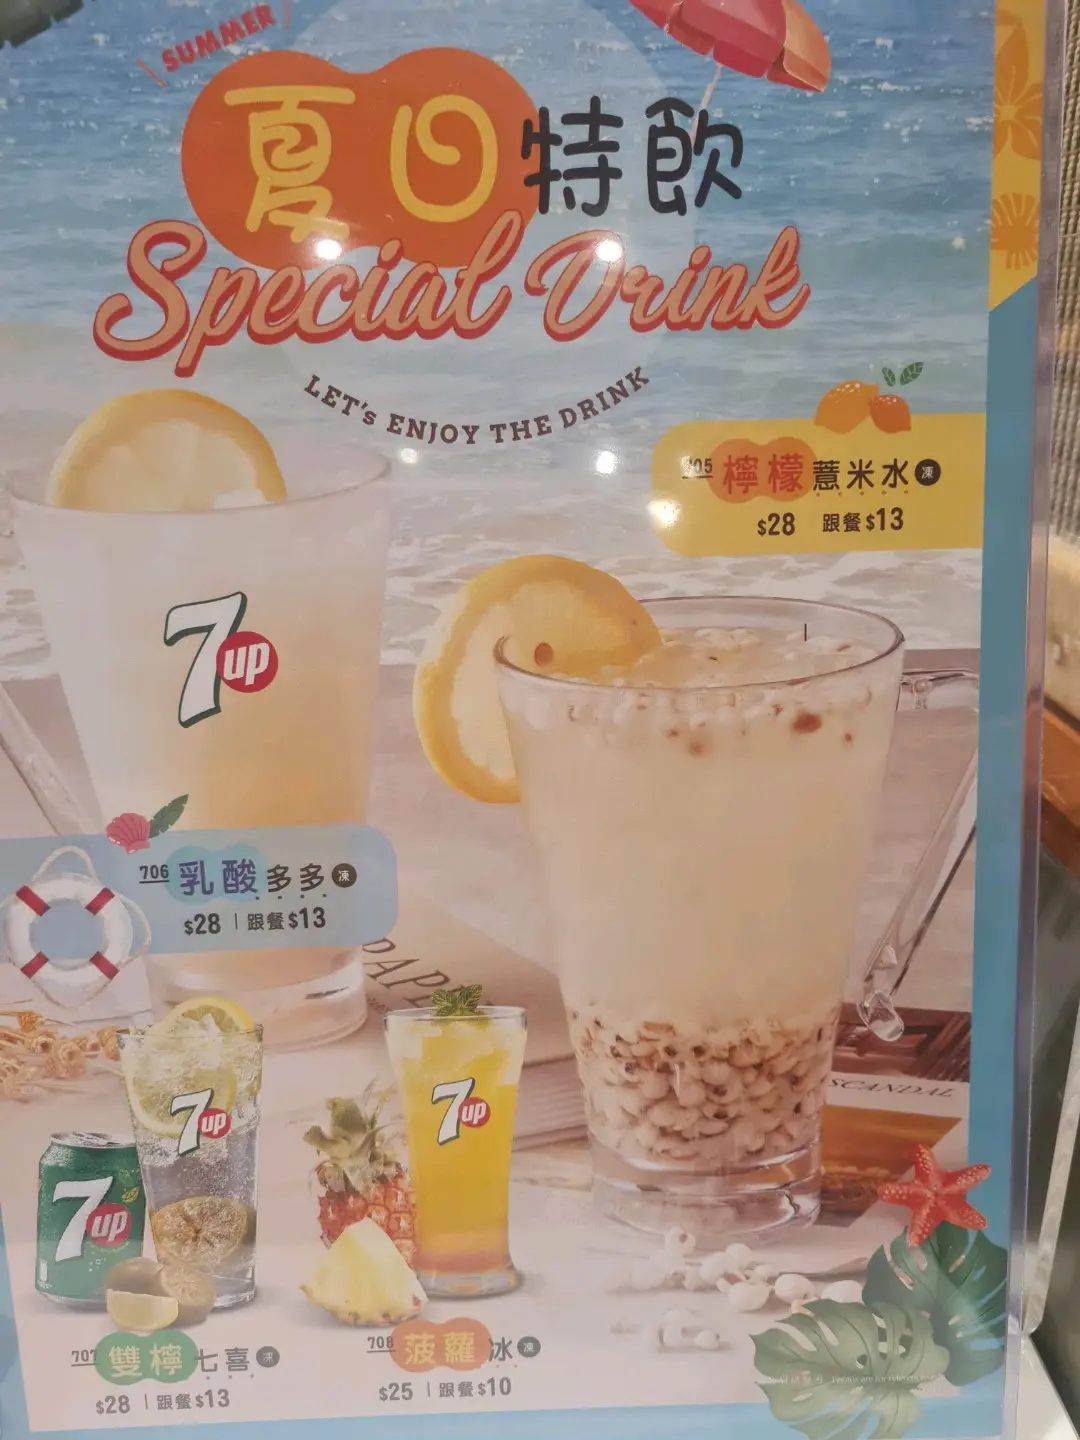 SUMMER
夏日特飲
Special Drink
LET's ENJOY THE DRINK
705 檸檬薏米水 凍
$28 跟餐$13
7up
706 乳酸多多 凍
$28 | 跟餐$13
PAPE
SCANDAL
7up
7up
7up
707 雙檸七喜 凍
$28 | 跟餐$13
708 菠蘿冰 凍
$25 | 跟餐$10